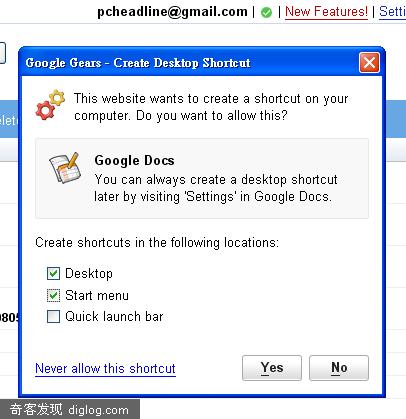 pcheadline@gmail.com | | New Features! | Setti
Google Gears - Create Desktop Shortcut
This website wants to create a shortcut on your
computer. Do you want to allow this?
elete
Google Docs
You can always create a desktop shortcut
later by visiting 'Settings' in Google Docs.
Create shortcuts in the following locations:
Desktop
Start menu
Quick launch bar
0805
Never allow this shortcut
Yes
No
奇客发现 diglog.com